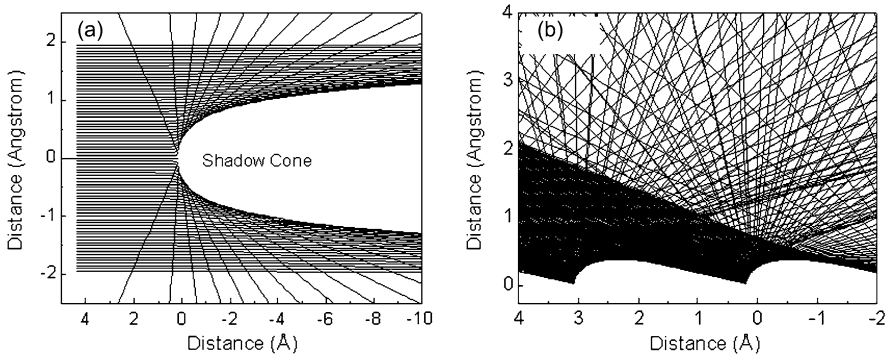 (a)
2
1
0
-1
-2
Distance (Angstrom)
Shadow Cone
4 2 0 -2 -4 -6 -8 -10
Distance (Å)
(b)
4
3
2
1
0
Distance (Angstrom)
4 3 2 1 0 -1 -2
Distance (Å)